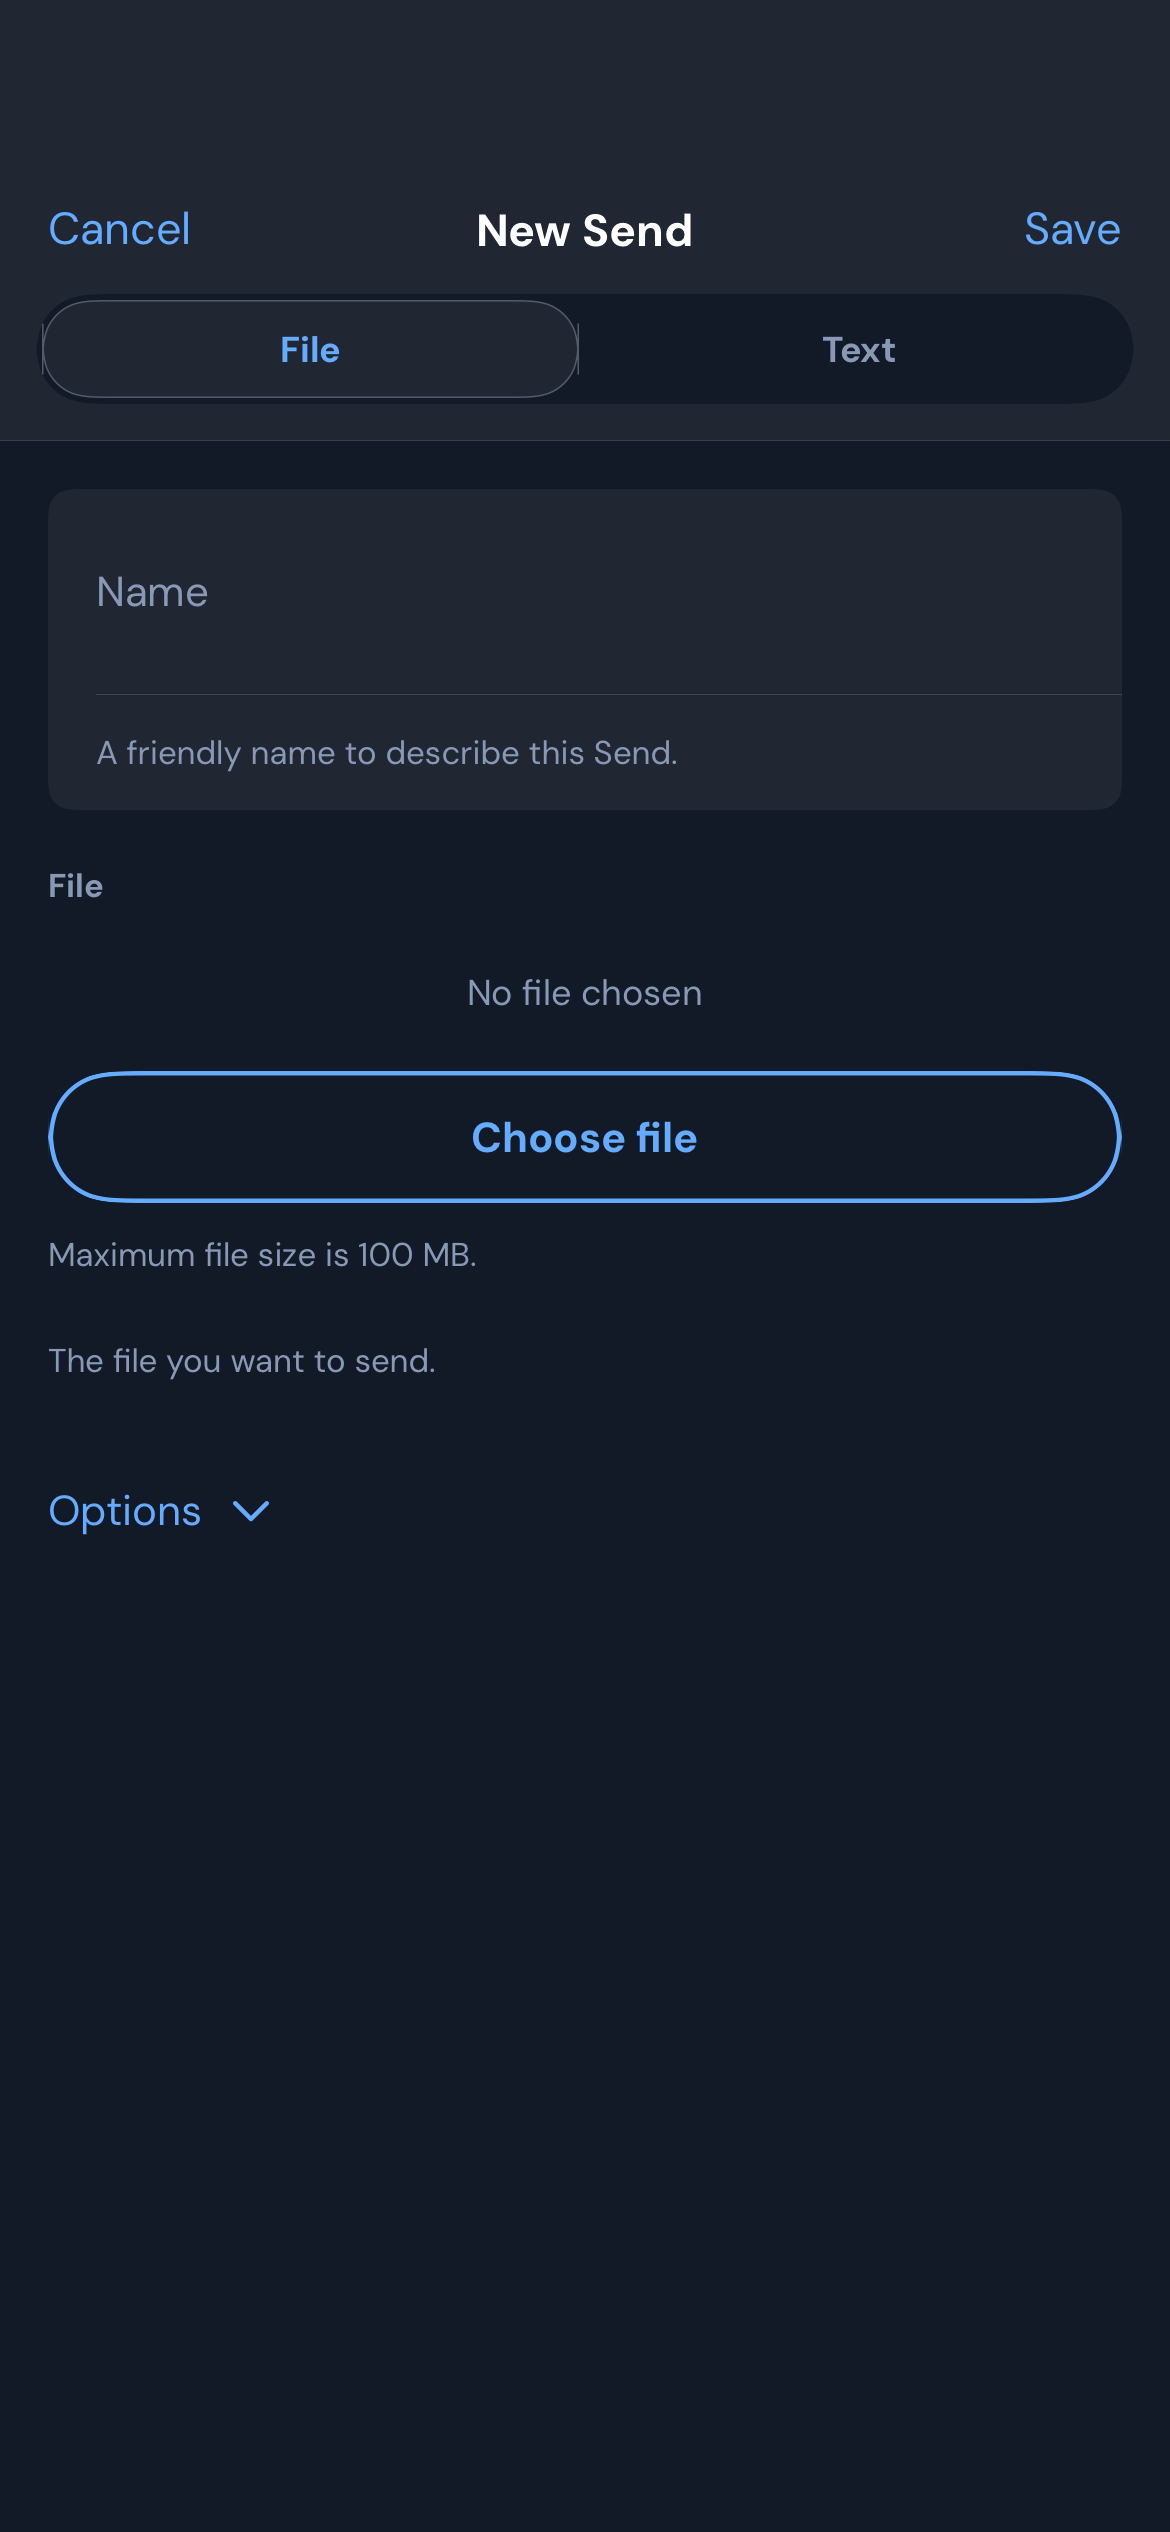 Cancel New Send Save
File Text
Name
A friendly name to describe this Send.
File
No file chosen
Choose file
Maximum file size is 100 MB.
The file you want to send.
Options